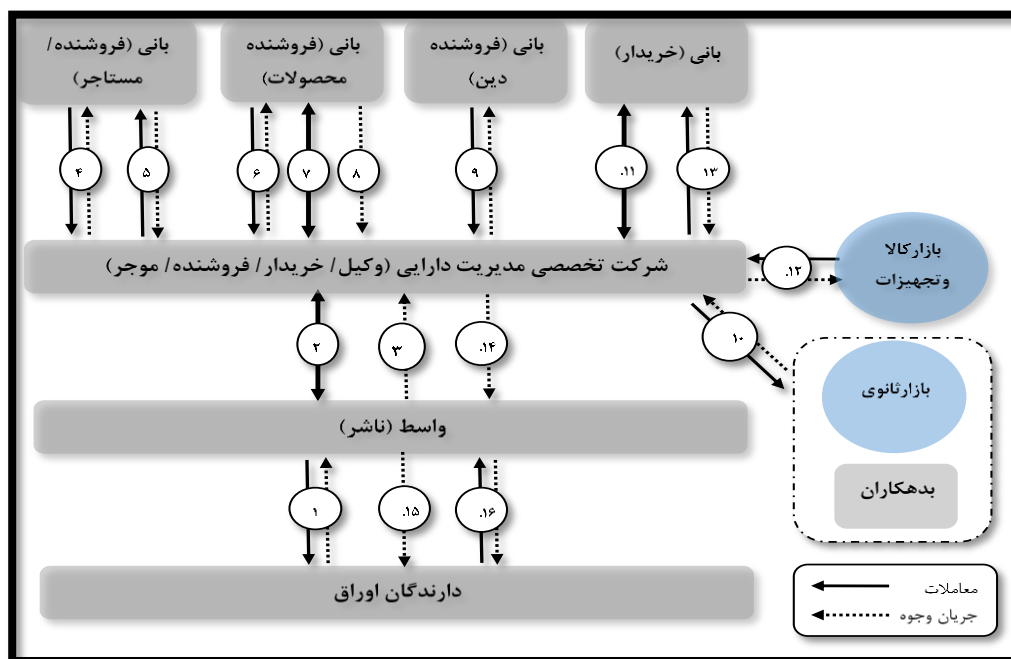 بانی (فروشنده/
مستاجر)
بانی (فروشنده
محصولات)
بانی (فروشنده
دین)
بانی (خریدار)
۴
۵
۶
۷
۸
۹
.۱۱
۱۳
شرکت تخصصی مدیریت دارایی (وکیل/ خریدار/ فروشنده/ موجر)
.۱۲
بازارکالا
وتجهیزات
۲
۳
.۱۴
۱۰
بازارثانوی
بدهکاران
واسط (ناشر)
۱
.۱۵
.۱۶
دارندگان اوراق
معاملات
جریان وجوه